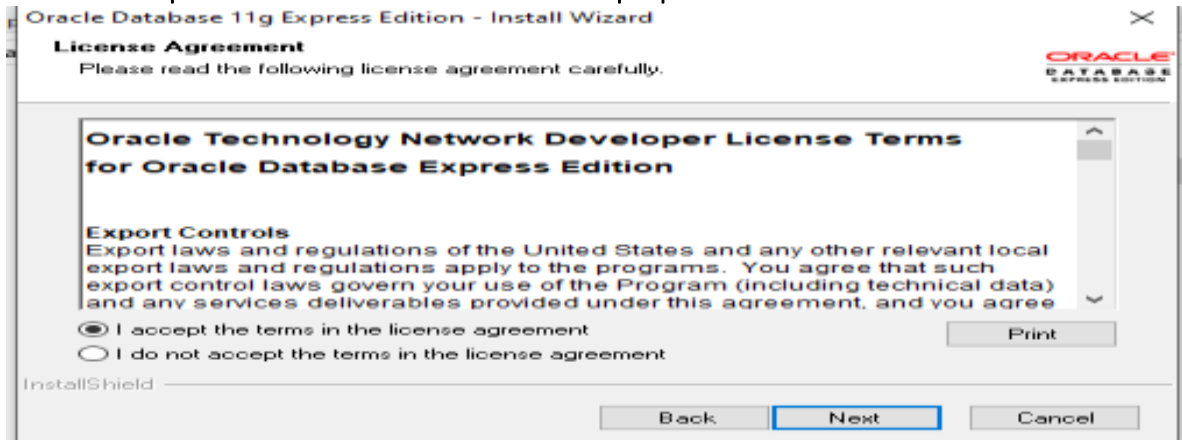 Oracle Database 11g Express Edition - Install Wizard
License Agreement
Please read the following license agreement carefully.
ORACLE
DATABASE
EXPRESS EDITION
Oracle Technology Network Developer License Terms
for Oracle Database Express Edition
Export Controls
Export laws and regulations of the United States and any other relevant local
export laws and regulations apply to the programs. You agree that such
export control laws govern your use of the Program (including technical data)
and any services deliverables provided under this agreement, and you agree
I accept the terms in the license agreement
Print
I do not accept the terms in the license agreement
InstallShield
Back
Next
Cancel